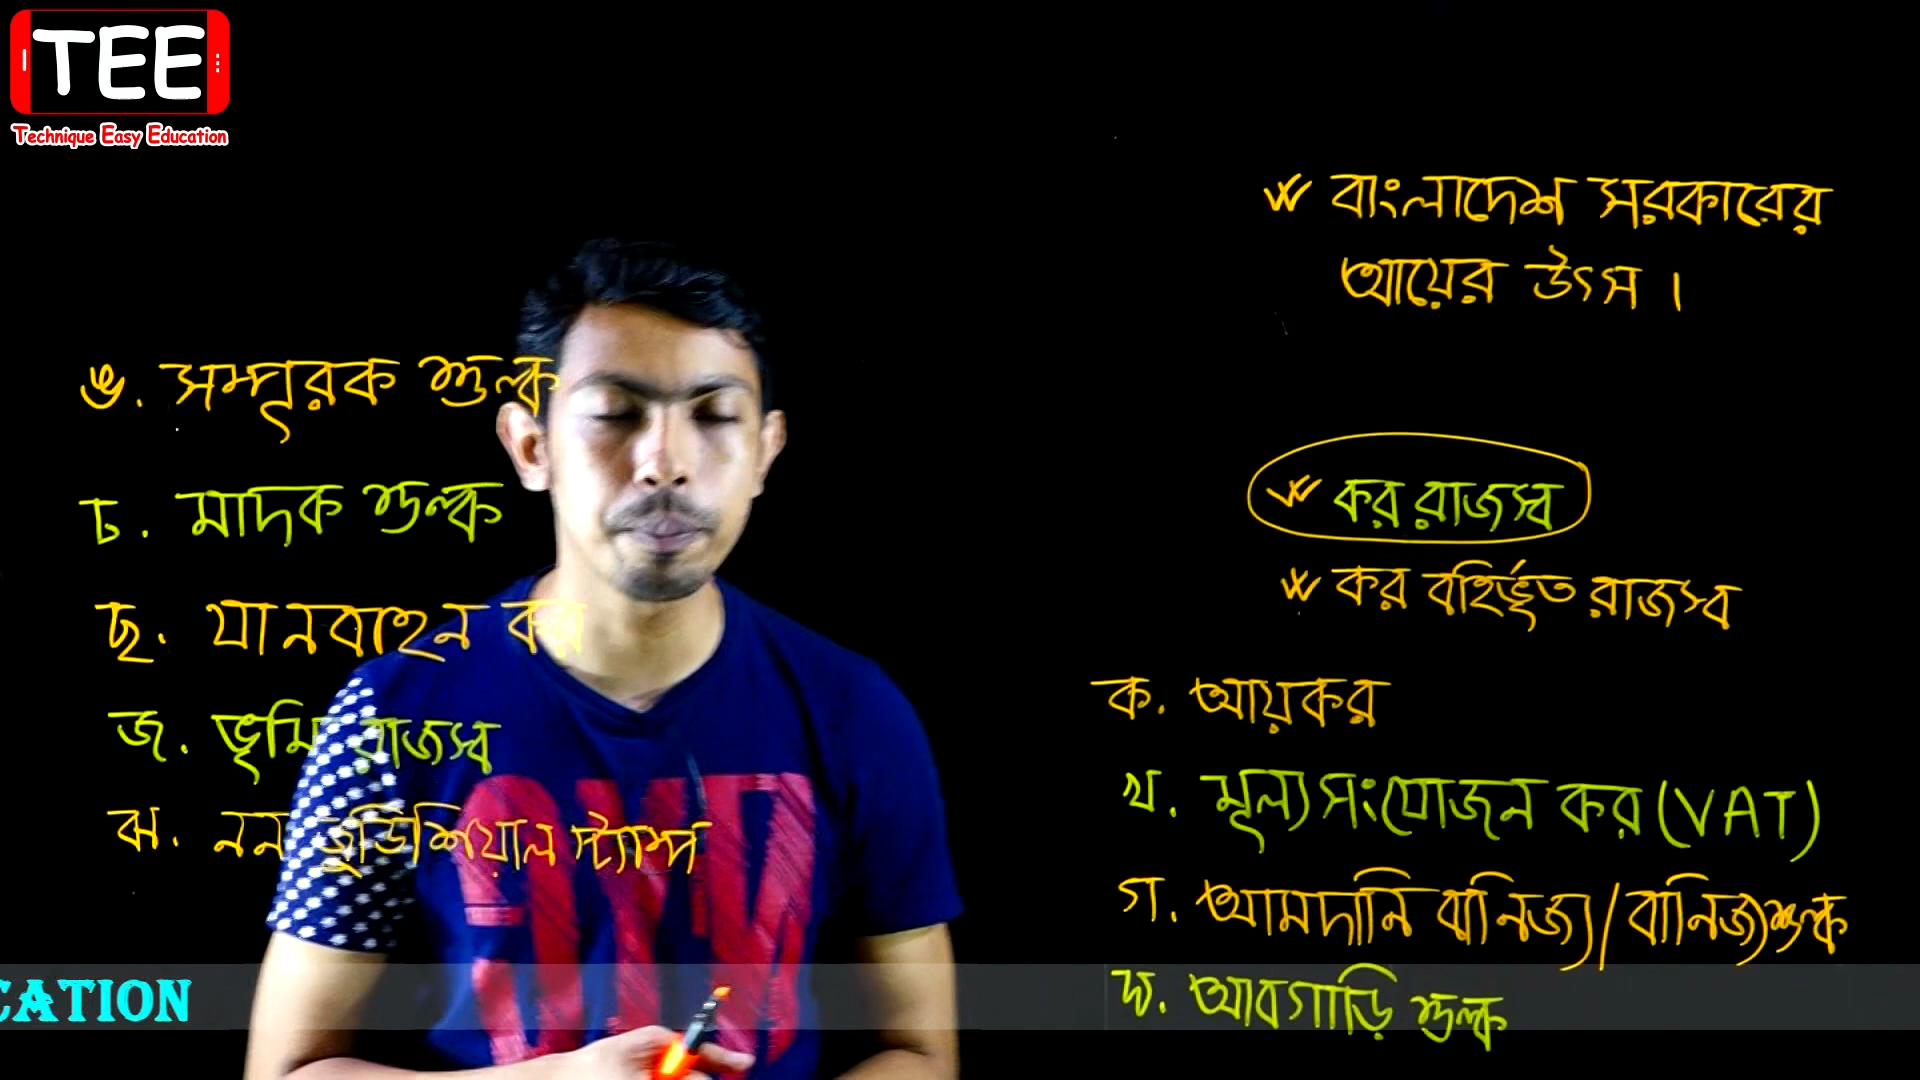 TEE
Technique Easy Education
বাংলাদেশ সরকারের
আয়ের উৎস।
কর রাজস্ব
কর বহির্ভূত রাজস্ব
ক. আয়কর
খ. মূল্য সংযোজন কর (VAT)
গ. আমদানি বানিজ্য/বানিজ্যশুল্ক
ঘ. আবগাড়ি শুল্ক
ঙ. সম্পূরক শুল্ক
চ. মাদক শুল্ক
ছ. যানবাহন কর
জ. ভূমি রাজস্ব
ঝ. নন জুডিশিয়াল স্ট্যাম্প
CATION